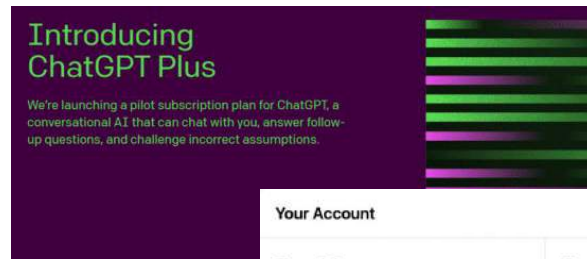 Introducing
ChatGPT Plus
We're launching a pilot subscription plan for ChatGPT, a
conversational AI that can chat with you, answer follow-
up questions, and challenge incorrect assumptions.
Your Account